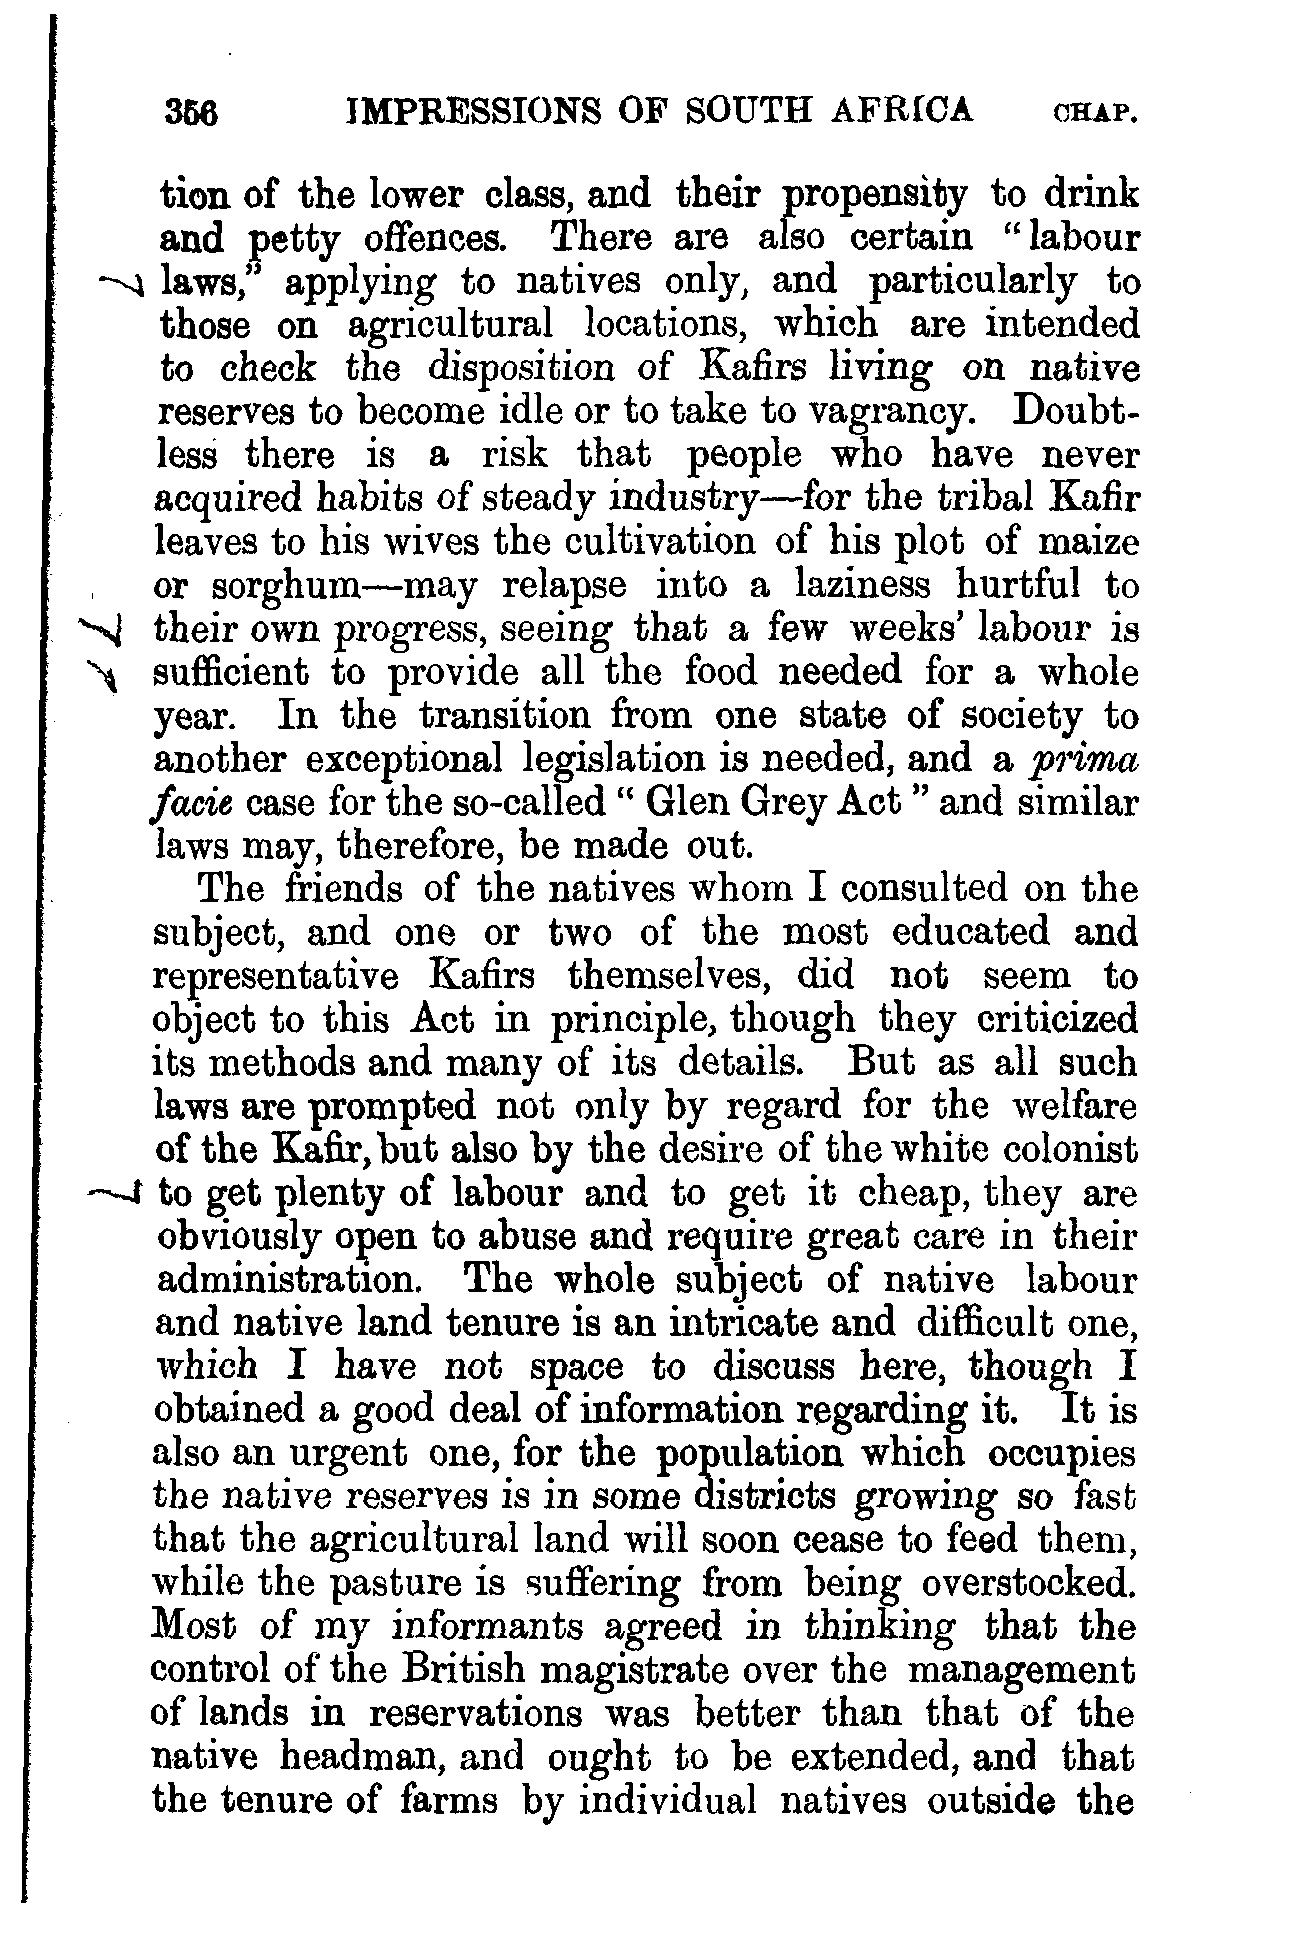 356 IMPRESSIONS OF SOUTH AFRICA CHAP.
tion of the lower class, and their propensity to drink
and petty offences. There are also certain “labour
laws,” applying to natives only, and particularly to
those on agricultural locations, which are intended
to check the disposition of Kafirs living on native
reserves to become idle or to take to vagrancy. Doubt-
less there is a risk that people who have never
acquired habits of steady industry—for the tribal Kafir
leaves to his wives the cultivation of his plot of maize
or sorghum—may relapse into a laziness hurtful to
their own progress, seeing that a few weeks’ labour is
sufficient to provide all the food needed for a whole
year. In the transition from one state of society to
another exceptional legislation is needed, and a prima
facie case for the so-called “ Glen Grey Act ” and similar
laws may, therefore, be made out.
The friends of the natives whom I consulted on the
subject, and one or two of the most educated and
representative Kafirs themselves, did not seem to
object to this Act in principle, though they criticized
its methods and many of its details. But as all such
laws are prompted not only by regard for the welfare
of the Kafir, but also by the desire of the white colonist
to get plenty of labour and to get it cheap, they are
obviously open to abuse and require great care in their
administration. The whole subject of native labour
and native land tenure is an intricate and difficult one,
which I have not space to discuss here, though I
obtained a good deal of information regarding it. It is
also an urgent one, for the population which occupies
the native reserves is in some districts growing so fast
that the agricultural land will soon cease to feed them,
while the pasture is suffering from being overstocked.
Most of my informants agreed in thinking that the
control of the British magistrate over the management
of lands in reservations was better than that of the
native headman, and ought to be extended, and that
the tenure of farms by individual natives outside the